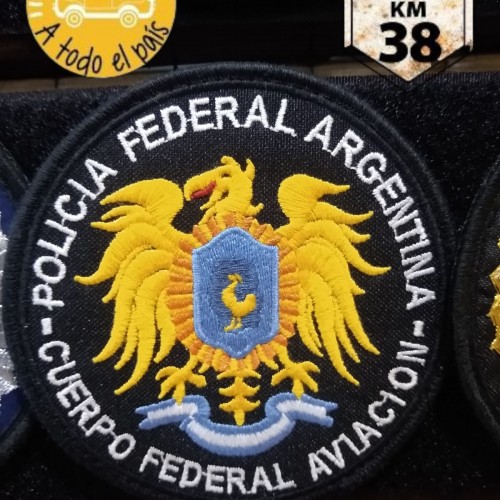 A todo el país
KM
38
POLICIA FEDERAL ARGENTINA
- CUERPO FEDERAL AVIACION -